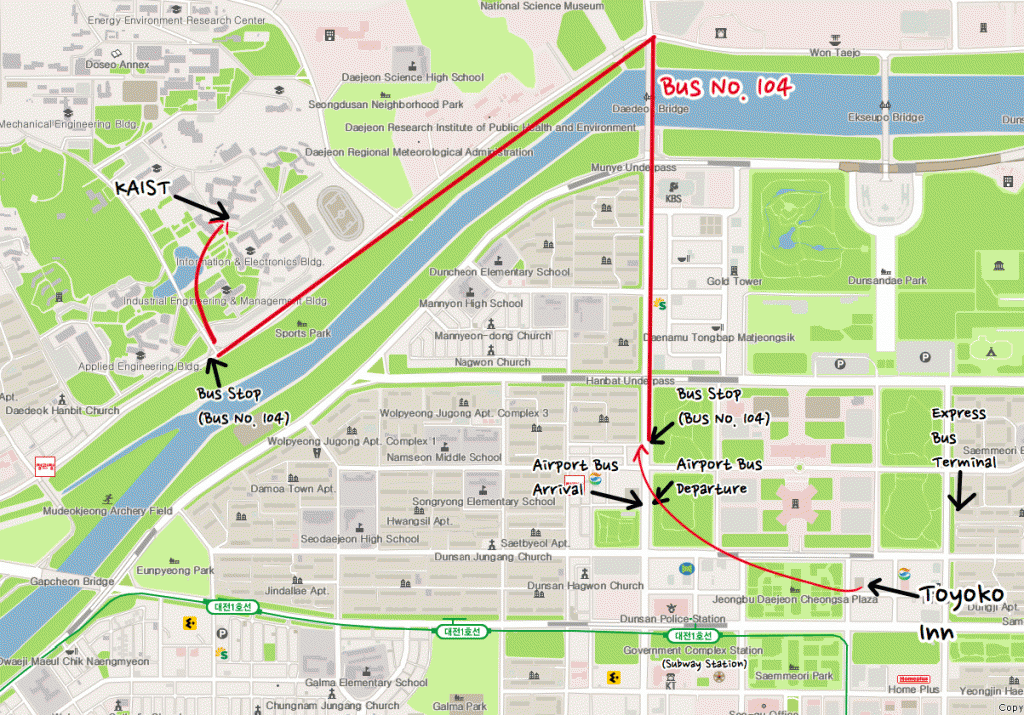 National Science Museum
Energy Environment Research Center
Won Taejo
Doseo Annex
Daejeon Science High School
BUS NO. 104
Seongdusan Neighborhood Park
Daedeok Bridge
Ekseupo Bridge
Mechanical Engineering Bldg.
Daejeon Research Institute of Public Health and Environment
Daejeon Regional Meteorological Administration
Munye Underpass
KAIST
KBS
Information & Electronics Bldg.
Duncheon Elementary School
Gold Tower
Dunsandae Park
Industrial Engineering & Management Bldg.
Mannyon High School
Sports Park
Mannyeon-dong Church
Daenamu Tongbap Matjeongsik
Nagwon Church
P
P
Applied Engineering Bldg.
Hanbat Underpass
Apt.
Bus Stop
(Bus No. 104)
Bus Stop
(Bus No. 104)
Daedeok Hanbit Church
Wolpyeong Jugong Apt. Complex 3
Express
Bus
Terminal
Wolpyeong Jugong Apt. Complex 1
Namseon Middle School
Saemmeori E
Airport Bus
Arrival
Airport Bus
Departure
Damoa Town Apt.
Songryong Elementary School
Mudeokjeong Archery Field
Hwangsil Apt.
Seodaejeon High School
Saetbyeol Apt.
Dunsan Jungang Church
Eunpyeong Park
Gapcheon Bridge
Jindallae Apt.
Dunsan Hagwon Church
Jeongbu Daejeon Cheongsa Plaza
Toyoko
Inn
Dungji Apt.
대전1호선
Dunsan Police-Station
Sam
대전1호선
대전1호선
P
Government Complex Station
(Subway Station)
Daejeori Maeul Chik Naengmyeon
Galma Elementary School
KT
Saemmeori Park
Home Plus
Home Plus
Yeongjin Hae
Chungnam Jungang Church
Galma Park
Copy